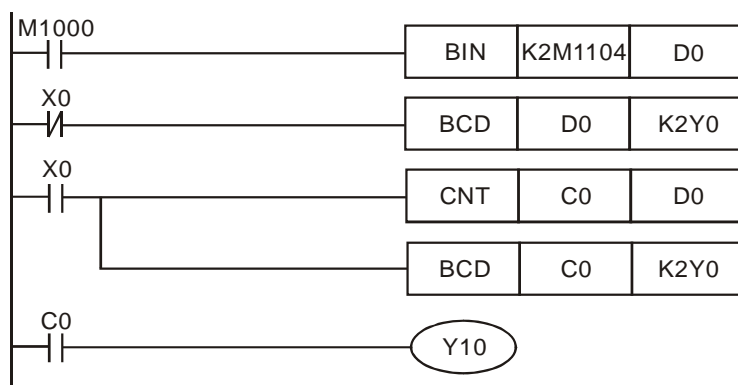 M1000
BIN K2M1104 D0
X0
BCD D0 K2Y0
X0
CNT C0 D0
BCD C0 K2Y0
C0
Y10